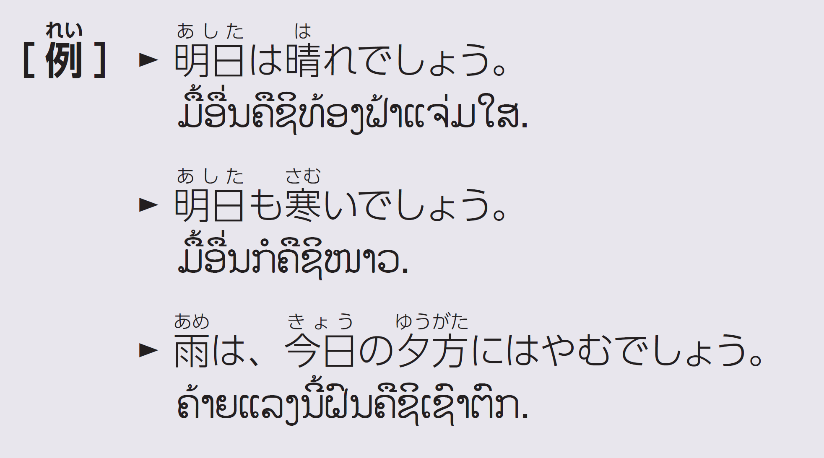 れい
[例] ► 明日は晴れでしょう。
あした は
ມື້ອື່ນຄືຊິທ້ອງຟ້າແຈ່ມໃສ.
あした さむ
► 明日も寒いでしょう。
ມື້ອື່ນກໍຄືຊິໜາວ.
あめ きょう ゆうがた
► 雨は、今日の夕方にはやむでしょう。
ຄ້າຍແລງນີ້ຝົນຄືຊິເຊົາຕົກ.